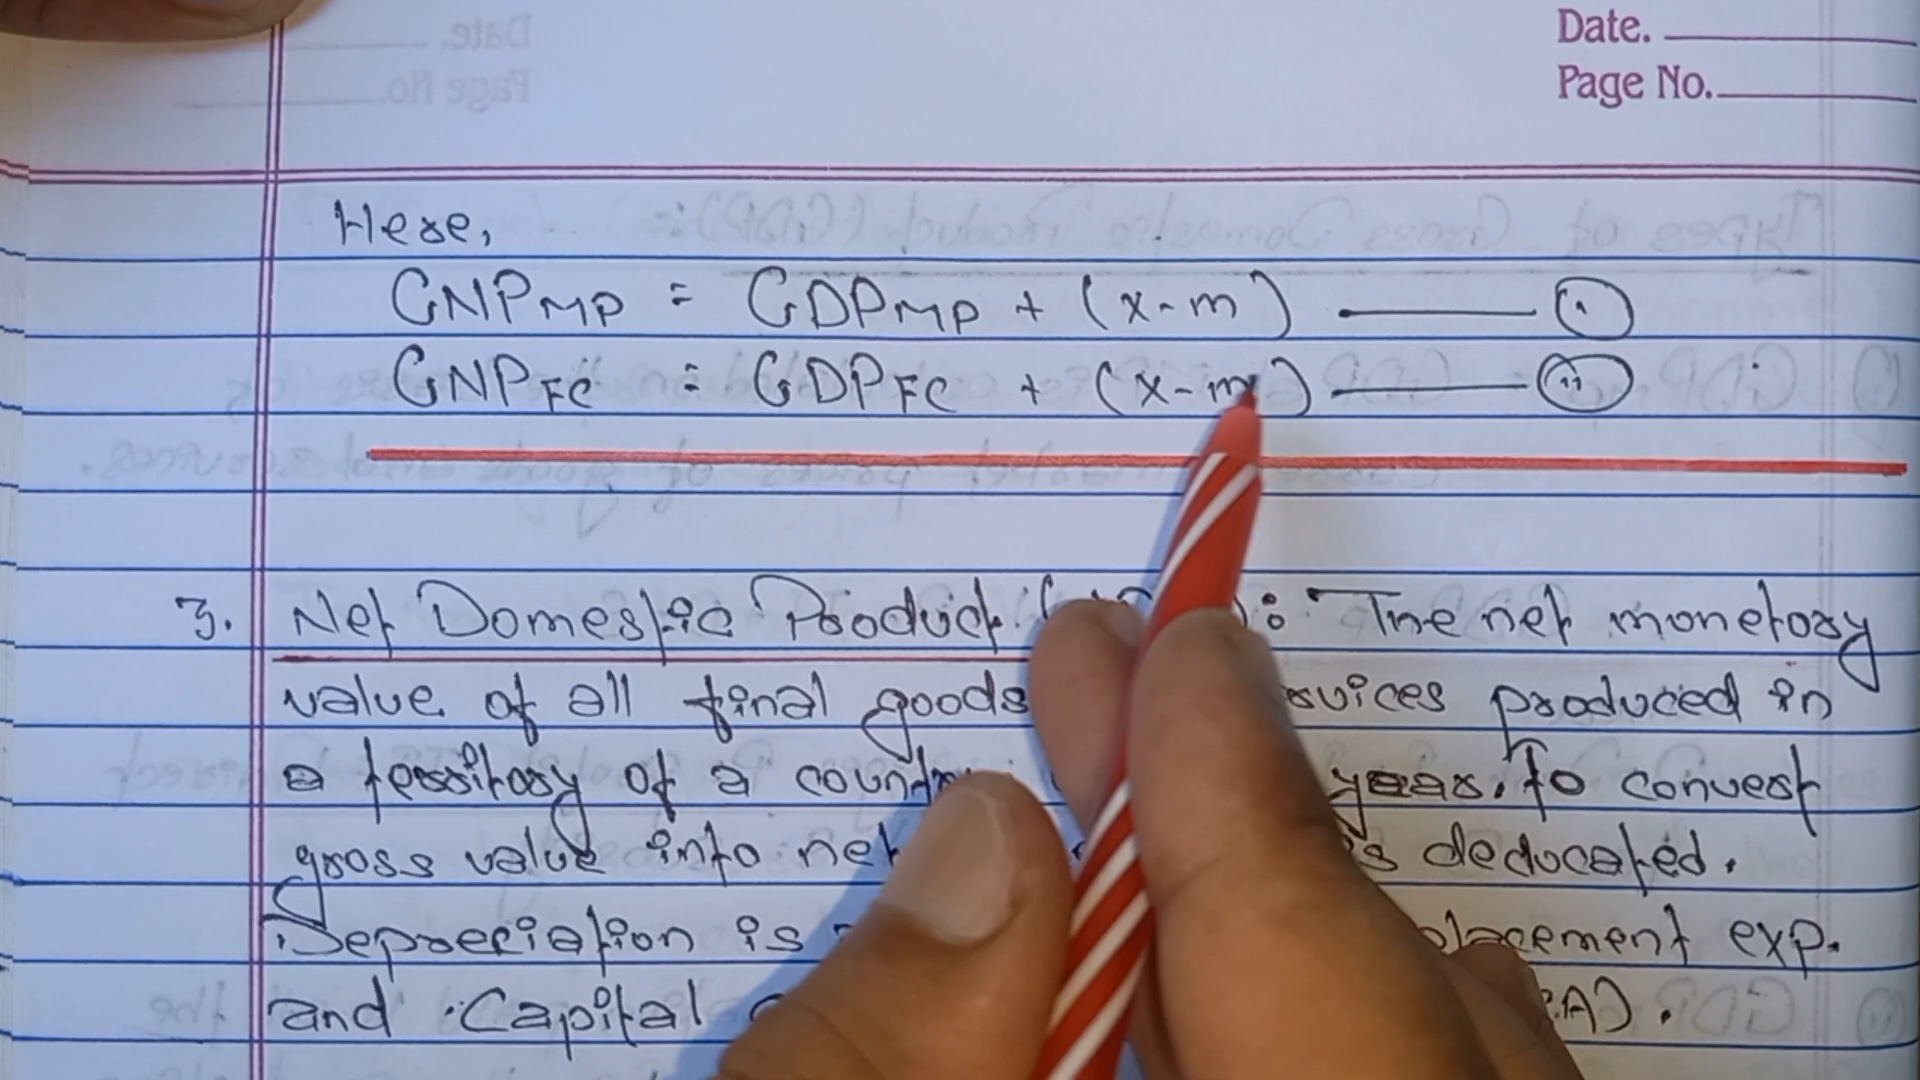 Date.
Page No.
Here,
GNPMP = GDPMP + (x-m) (i)
GNPFC = GDPFC + (x-m) (ii)
3. Net Domestic Product : The net monetory
value of all final goods produced in
a territory of a country year. to convert
gross value into net is deducated.
Depreciation is exp.
and Capital